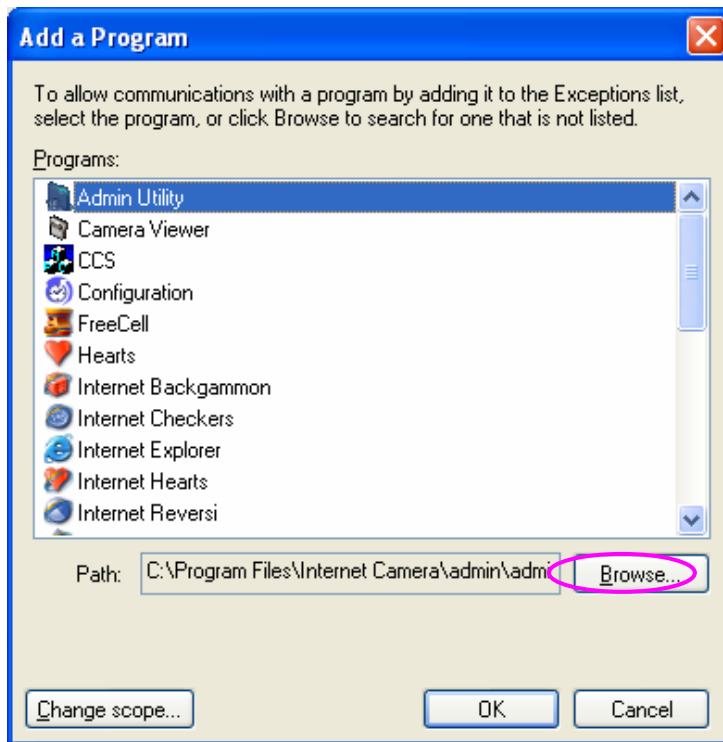 Add a Program
To allow communications with a program by adding it to the Exceptions list,
select the program, or click Browse to search for one that is not listed.
Programs:
Admin Utility
Camera Viewer
CCS
Configuration
FreeCell
Hearts
Internet Backgammon
Internet Checkers
Internet Explorer
Internet Hearts
Internet Reversi
Path: C:\Program Files\Internet Camera\admin\admi Browse...
Change scope... OK Cancel